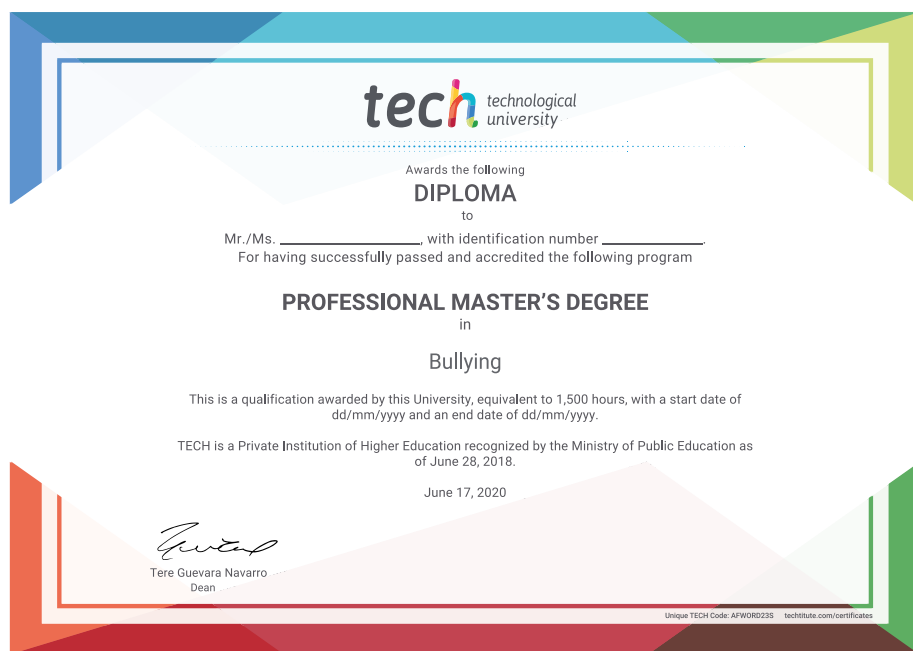 tech technological
university
Awards the following
DIPLOMA
to
Mr./Ms. ____________________, with identification number ______________.
For having successfully passed and accredited the following program
PROFESSIONAL MASTER'S DEGREE
in
Bullying
This is a qualification awarded by this University, equivalent to 1,500 hours, with a start date of
dd/mm/yyyy and an end date of dd/mm/yyyy.
TECH is a Private Institution of Higher Education recognized by the Ministry of Public Education as
of June 28, 2018.
June 17, 2020
Tere Guevara Navarro
Dean
Unique TECH Code: AFWORD23S techtitute.com/certificates